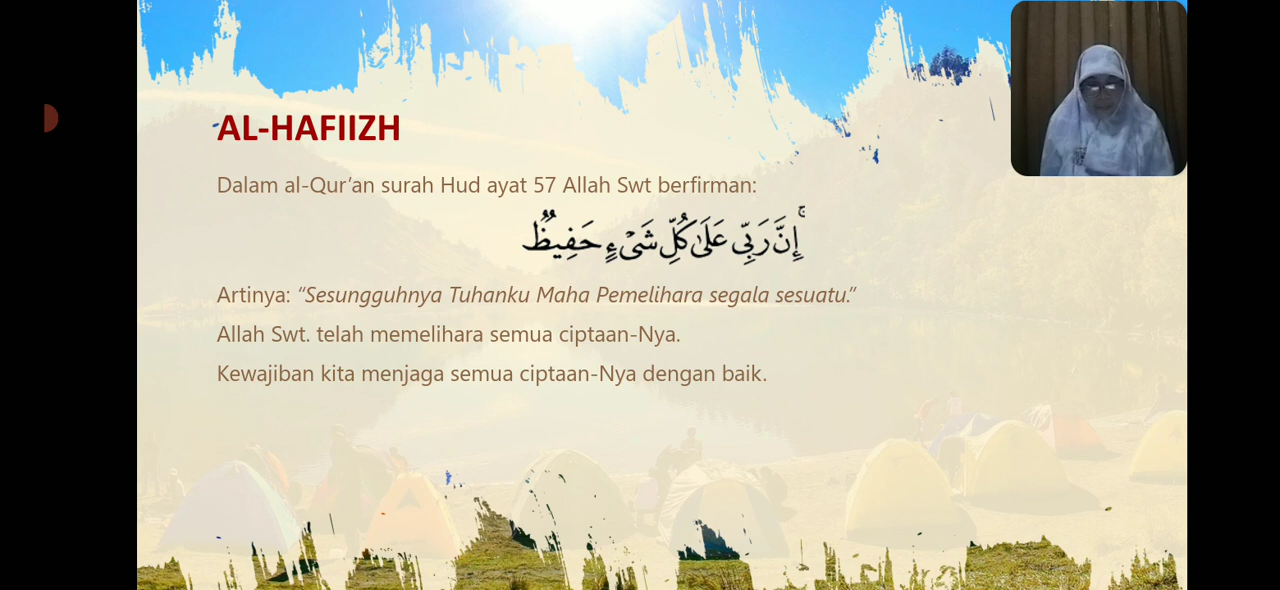 AL-HAFIIZH
Dalam al-Qur’an surah Hud ayat 57 Allah Swt berfirman:
إِنَّ رَبِّي عَلَىٰ كُلِّ شَيْءٍ حَفِيظٌ ۚ
Artinya: “Sesungguhnya Tuhanku Maha Pemelihara segala sesuatu.”
Allah Swt. telah memelihara semua ciptaan-Nya.
Kewajiban kita menjaga semua ciptaan-Nya dengan baik.